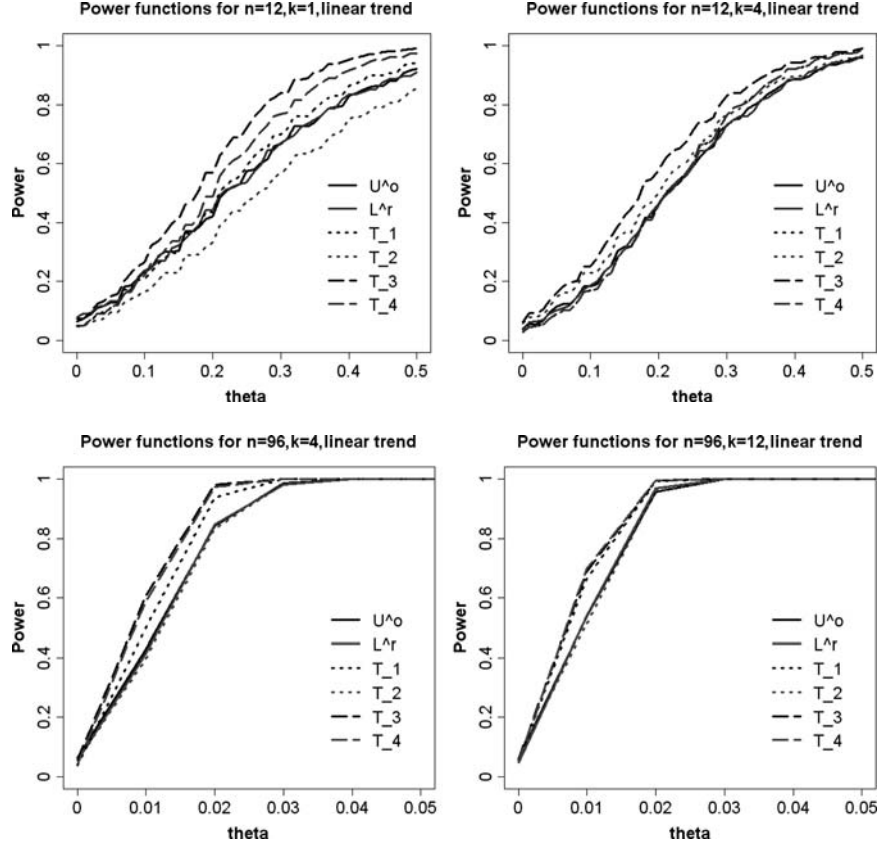 Power functions for n=12,k=1,linear trend
Power
1
0.8
0.6
0.4
0.2
0
U^o
L^r
T_1
T_2
T_3
T_4
0 0.1 0.2 0.3 0.4 0.5
theta
Power functions for n=12,k=4,linear trend
Power
1
0.8
0.6
0.4
0.2
0
U^o
L^r
T_1
T_2
T_3
T_4
0 0.1 0.2 0.3 0.4 0.5
theta
Power functions for n=96,k=4,linear trend
Power
1
0.8
0.6
0.4
0.2
0
U^o
L^r
T_1
T_2
T_3
T_4
0 0.01 0.02 0.03 0.04 0.05
theta
Power functions for n=96,k=12,linear trend
Power
1
0.8
0.6
0.4
0.2
0
U^o
L^r
T_1
T_2
T_3
T_4
0 0.01 0.02 0.03 0.04 0.05
theta